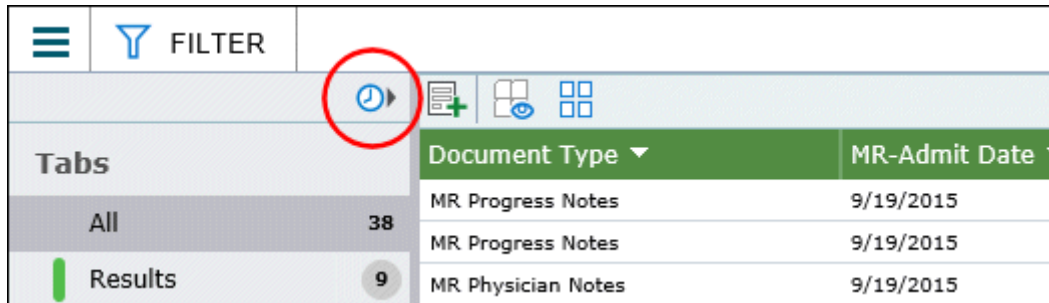 FILTER
Tabs
All 38
Results 9
Document Type MR-Admit Date
MR Progress Notes 9/19/2015
MR Progress Notes 9/19/2015
MR Physician Notes 9/19/2015